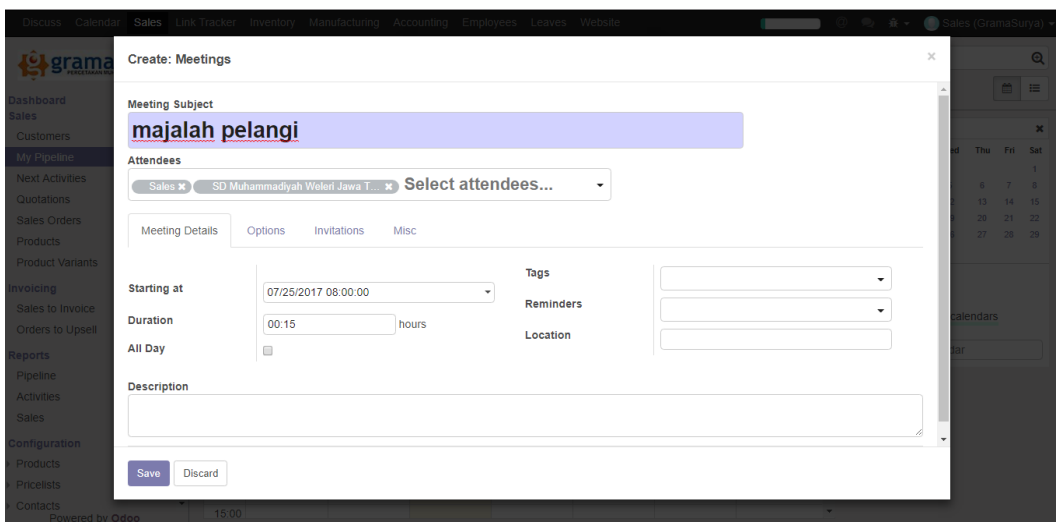 Discuss Calendar Sales Link Tracker Inventory Manufacturing Accounting Employees Leaves Website Sales (GramaSurya)
grama
Create: Meetings ×
Dashboard
Sales
Customers
My Pipeline
Next Activities
Quotations
Sales Orders
Products
Product Variants
Invoicing
Sales to Invoice
Orders to Upsell
Reports
Pipeline
Activities
Sales
Configuration
Products
Pricelists
Contacts
Powered by Odoo
Meeting Subject
majalah pelangi
Attendees
Sales × SD Muhammadiyah Weleri Jawa T... × Select attendees...
Meeting Details Options Invitations Misc
Starting at 07/25/2017 08:00:00
Duration 00:15 hours
All Day
Tags
Reminders
Location
Description
Save Discard
Thu Fri Sat
1
6 7 8
13 14 15
20 21 22
27 28 29
calendars
15:00